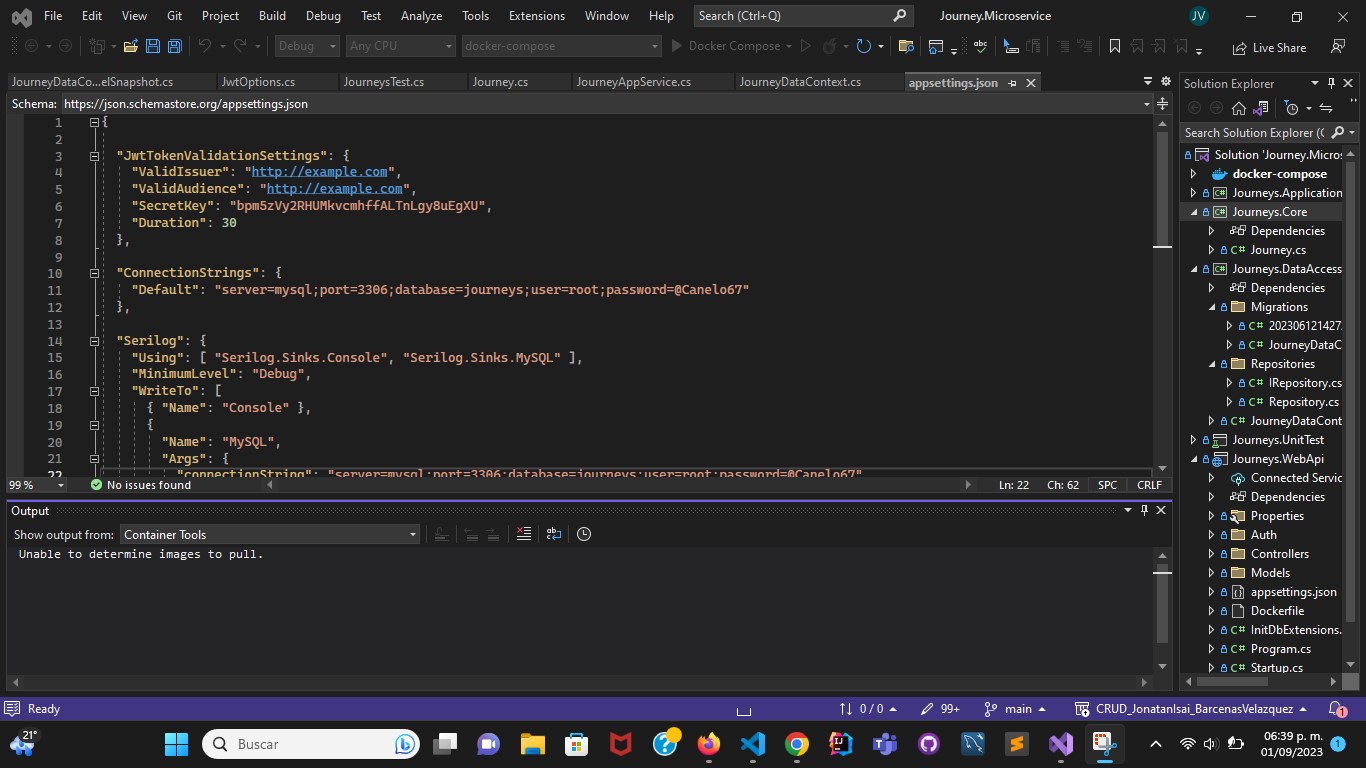 File Edit View Git Project Build Debug Test Analyze Tools Extensions Window Help Search (Ctrl+Q) Journey.Microservice JV
Debug Any CPU docker-compose Docker Compose Live Share
JourneyDataCo...elSnapshot.cs JwtOptions.cs JourneysTest.cs Journey.cs JourneyAppService.cs JourneyDataContext.cs appsettings.json
Schema: https://json.schemastore.org/appsettings.json
1 {
2
3 "JwtTokenValidationSettings": {
4 "ValidIssuer": "http://example.com",
5 "ValidAudience": "http://example.com",
6 "SecretKey": "bpm5zVy2RHUMkvcmhffALTnLgy8uEgXU",
7 "Duration": 30
8 },
9
10 "ConnectionStrings": {
11 "Default": "server=mysql;port=3306;database=journeys;user=root;password=@Canelo67"
12 },
13
14 "Serilog": {
15 "Using": [ "Serilog.Sinks.Console", "Serilog.Sinks.MySQL" ],
16 "MinimumLevel": "Debug",
17 "WriteTo": [
18 { "Name": "Console" },
19 {
20 "Name": "MySQL",
21 "Args": {
22 "connectionString": "server=mysql;port=3306;database=journeys;user=root;password=@Canelo67"
99 % No issues found Ln: 22 Ch: 62 SPC CRLF
Output
Show output from: Container Tools
Unable to determine images to pull.
Solution Explorer
Search Solution Explorer (C
Solution 'Journey.Micros
docker-compose
Journeys.Application
Journeys.Core
Dependencies
C# Journey.cs
Journeys.DataAccess
Dependencies
Migrations
C# 202306121427
C# JourneyDataC
Repositories
C# IRepository.cs
C# Repository.cs
C# JourneyDataCont
Journeys.UnitTest
Journeys.WebApi
Connected Servic
Dependencies
Properties
Auth
Controllers
Models
appsettings.json
Dockerfile
C# InitDbExtensions.
C# Program.cs
C# Startup.cs
Ready 0 / 0 99+ main CRUD_JonatanIsai_BarcenasVelazquez 1
21° Buscar 06:39 p. m.
01/09/2023 1